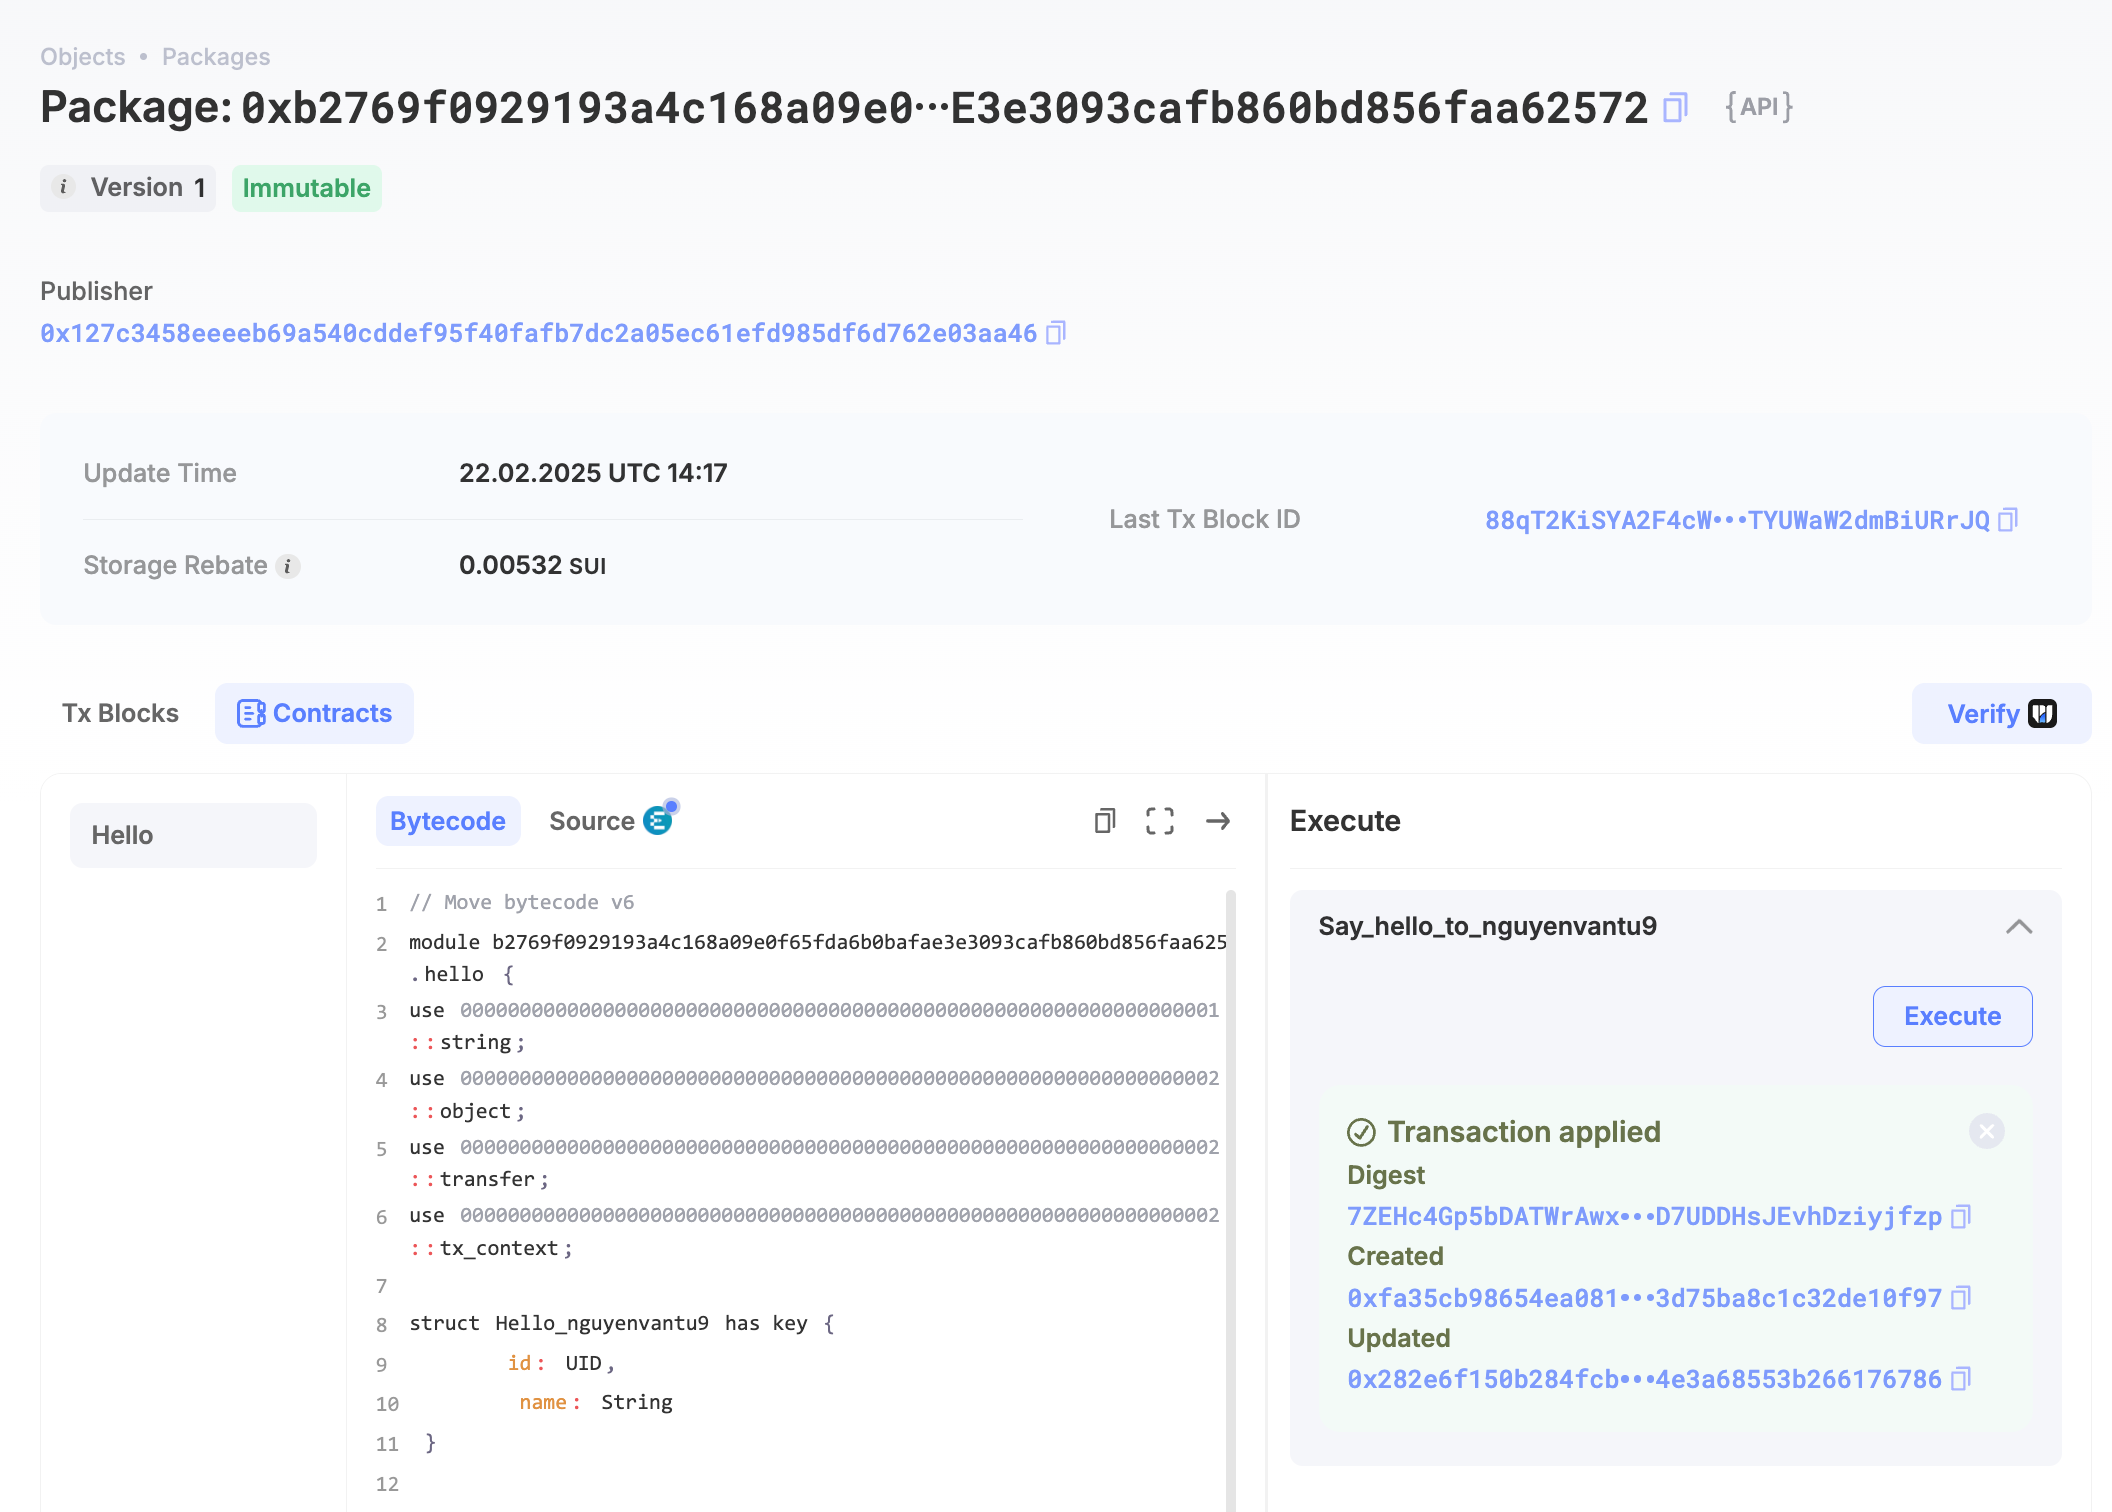 Objects • Packages
Package: 0xb2769f0929193a4c168a09e0···E3e3093cafb860bd856faa62572 {API}
i Version 1 Immutable
Publisher
0x127c3458eeeeb69a540cddef95f40fafb7dc2a05ec61efd985df6d762e03aa46
Update Time 22.02.2025 UTC 14:17
Last Tx Block ID 88qT2KiSYA2F4cW•••TYUWaW2dmBiURrJQ
Storage Rebate i 0.00532 SUI
Tx Blocks Contracts Verify
Hello
Bytecode Source
1 // Move bytecode v6
2 module b2769f0929193a4c168a09e0f65fda6b0bafae3e3093cafb860bd856faa625
.hello {
3 use 0000000000000000000000000000000000000000000000000000000000000001
::string;
4 use 0000000000000000000000000000000000000000000000000000000000000002
::object;
5 use 0000000000000000000000000000000000000000000000000000000000000002
::transfer;
6 use 0000000000000000000000000000000000000000000000000000000000000002
::tx_context;
7
8 struct Hello_nguyenvantu9 has key {
9 id: UID,
10 name: String
11 }
12
Execute
Say_hello_to_nguyenvantu9
Execute
Transaction applied
Digest
7ZEHc4Gp5bDATWrAwx•••D7UDDHsJEvhDziyjfzp
Created
0xfa35cb98654ea081•••3d75ba8c1c32de10f97
Updated
0x282e6f150b284fcb•••4e3a68553b266176786